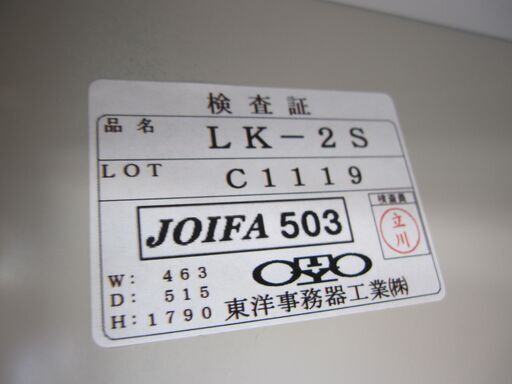 検査証
品名 LK-2S
LOT C1119
JOIFA 503
検査員
立川
W: 463
D: 515
H: 1790
TOYO
東洋事務器工業(株)